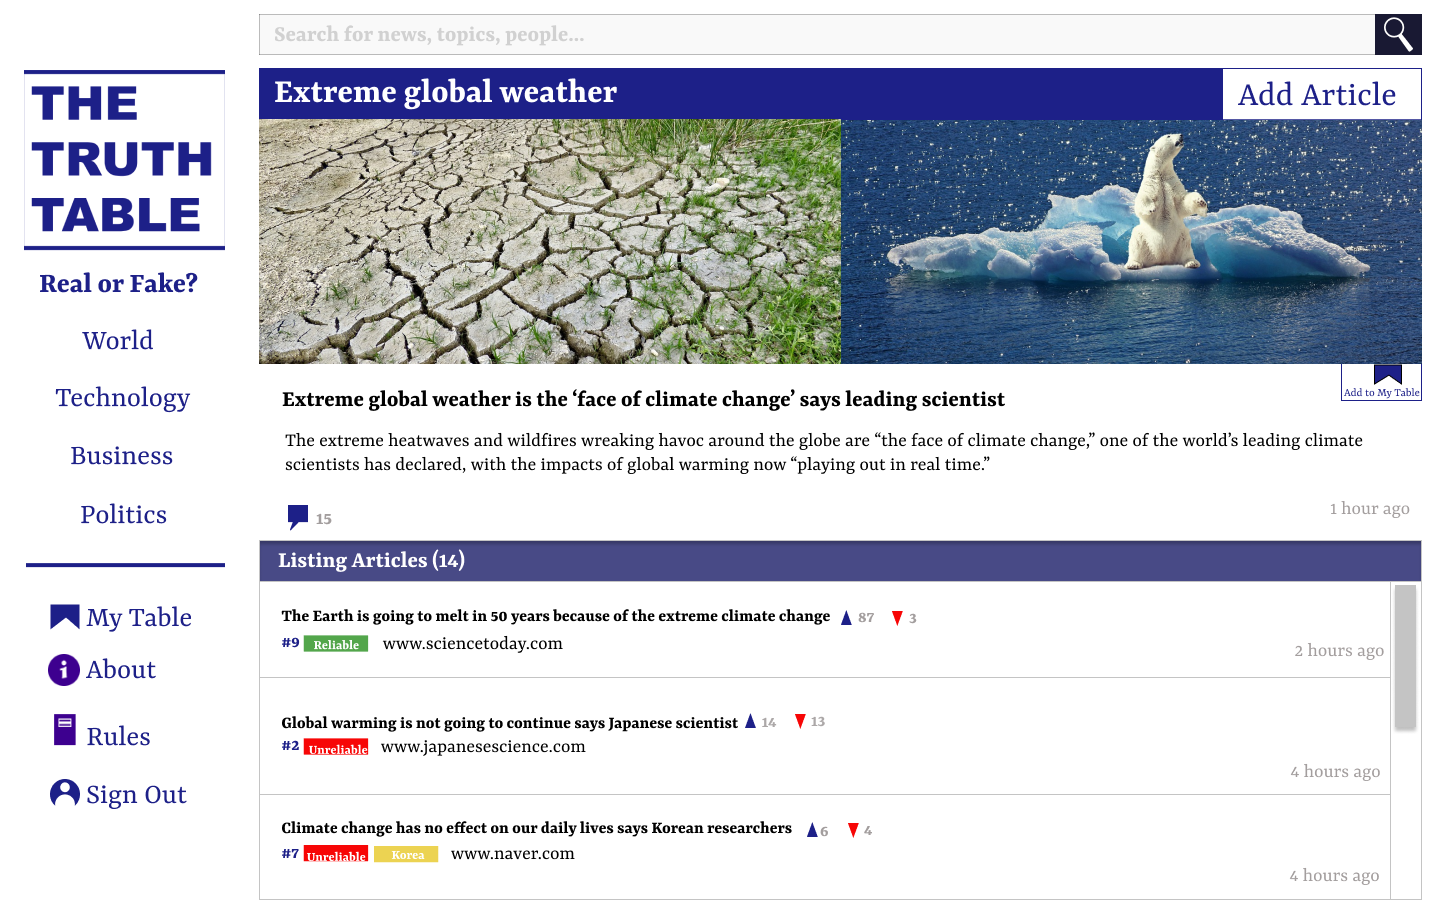 Search for news, topics, people...
THE
TRUTH
TABLE
Real or Fake?
World
Technology
Business
Politics
My Table
About
Rules
Sign Out
Extreme global weather
Add Article
Add to My Table
Extreme global weather is the ‘face of climate change’ says leading scientist
The extreme heatwaves and wildfires wreaking havoc around the globe are “the face of climate change,” one of the world’s leading climate
scientists has declared, with the impacts of global warming now “playing out in real time.”
15
1 hour ago
Listing Articles (14)
The Earth is going to melt in 50 years because of the extreme climate change 87 3
#9 Reliable www.sciencetoday.com
2 hours ago
Global warming is not going to continue says Japanese scientist 14 13
#2 Unreliable www.japanesescience.com
4 hours ago
Climate change has no effect on our daily lives says Korean researchers 6 4
#7 Unreliable Korea www.naver.com
4 hours ago